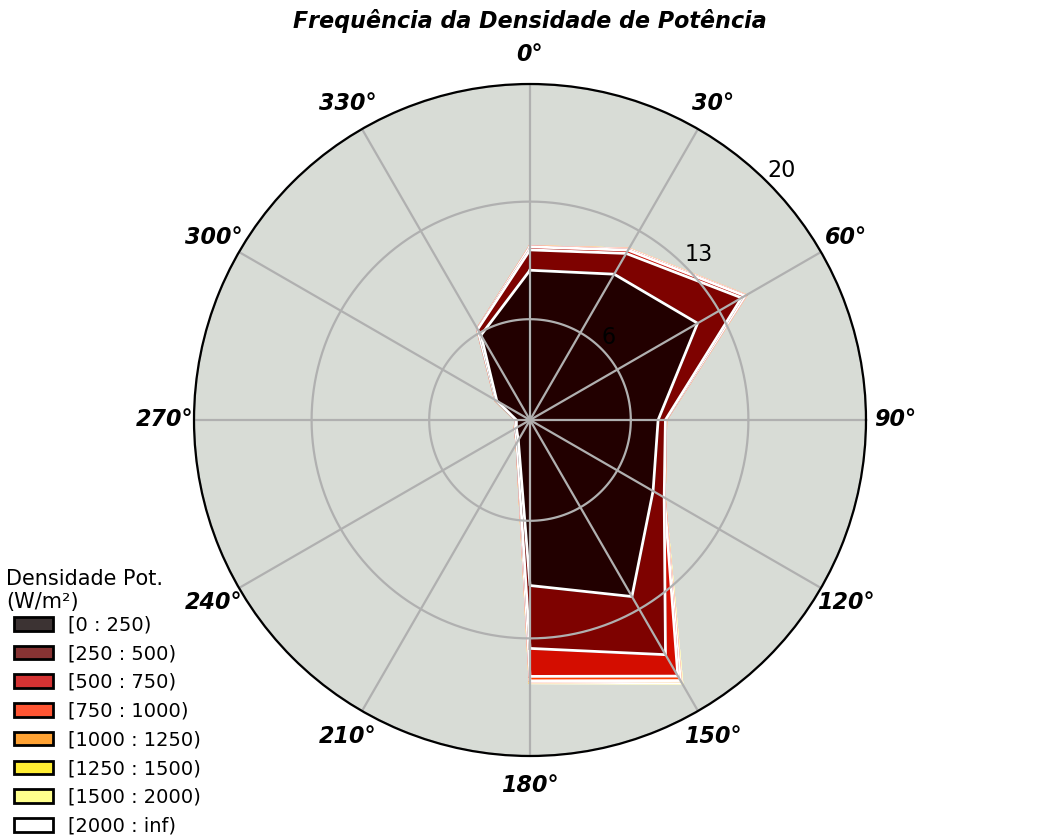 Frequência da Densidade de Potência
0°
330°
30°
20
300°
60°
13
6
270°
90°
240°
120°
210°
150°
180°
Densidade Pot.
(W/m²)
[0 : 250)
[250 : 500)
[500 : 750)
[750 : 1000)
[1000 : 1250)
[1250 : 1500)
[1500 : 2000)
[2000 : inf)